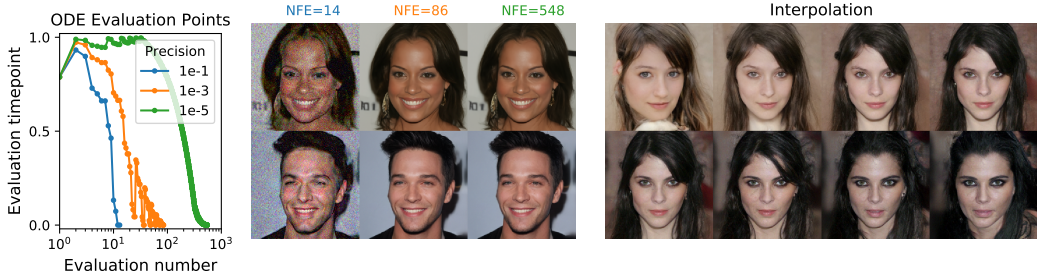 ODE Evaluation Points
Evaluation timepoint
1.0
0.5
0.0
Precision
1e-1
1e-3
1e-5
10^0
10^1
10^2
10^3
Evaluation number
NFE=14
NFE=86
NFE=548
Interpolation